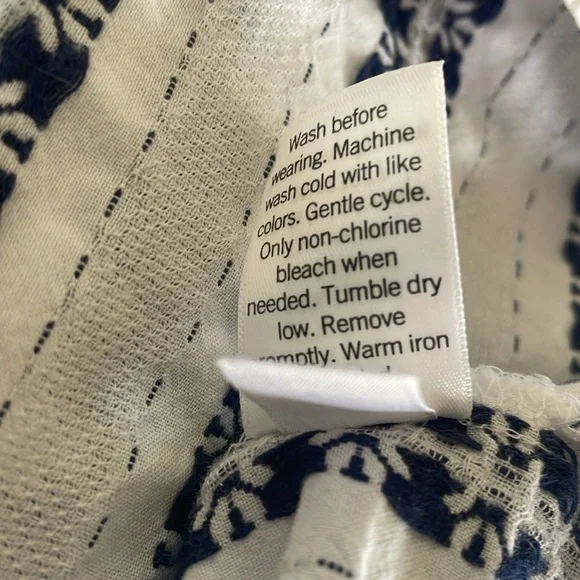 Wash before
wearing. Machine
wash cold with like
colors. Gentle cycle.
Only non-chlorine
bleach when
needed. Tumble dry
low. Remove
promptly. Warm iron